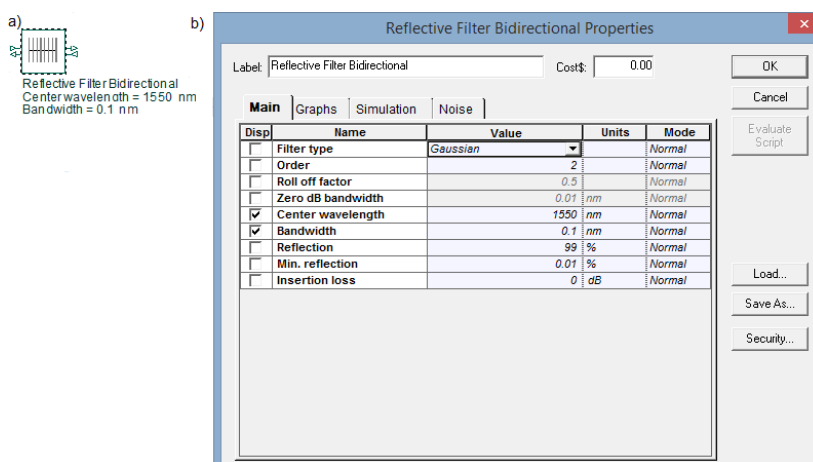 a)
Reflective Filter Bidirectional
Center wavelength = 1550 nm
Bandwidth = 0.1 nm
b)
Reflective Filter Bidirectional Properties
x
Label: Reflective Filter Bidirectional Cost$: 0.00
OK
Cancel
Evaluate
Script
Load...
Save As...
Security...
Main Graphs Simulation Noise
Disp Name Value Units Mode
Filter type Gaussian Normal
Order 2 Normal
Roll off factor 0.5 Normal
Zero dB bandwidth 0.01 nm Normal
Center wavelength 1550 nm Normal
Bandwidth 0.1 nm Normal
Reflection 99 % Normal
Min. reflection 0.01 % Normal
Insertion loss 0 dB Normal